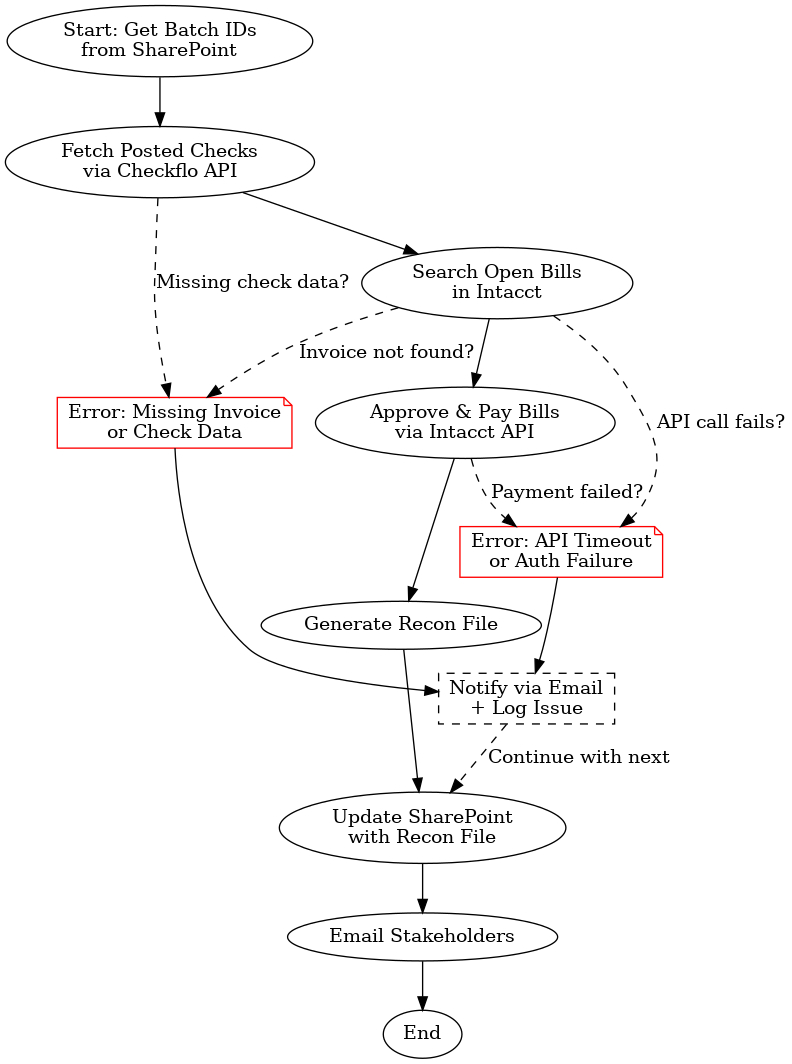 Start: Get Batch IDs
from SharePoint
Fetch Posted Checks
via Checkflo API
Missing check data?
Search Open Bills
in Intacct
Invoice not found?
Error: Missing Invoice
or Check Data
Approve & Pay Bills
via Intacct API
API call fails?
Payment failed?
Error: API Timeout
or Auth Failure
Generate Recon File
Notify via Email
+ Log Issue
Continue with next
Update SharePoint
with Recon File
Email Stakeholders
End